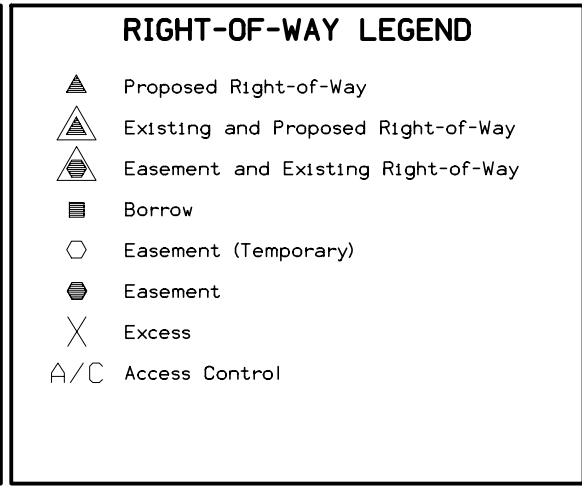 RIGHT-OF-WAY LEGEND
Proposed Right-of-Way
Existing and Proposed Right-of-Way
Easement and Existing Right-of-Way
Borrow
Easement (Temporary)
Easement
X Excess
A/C Access Control